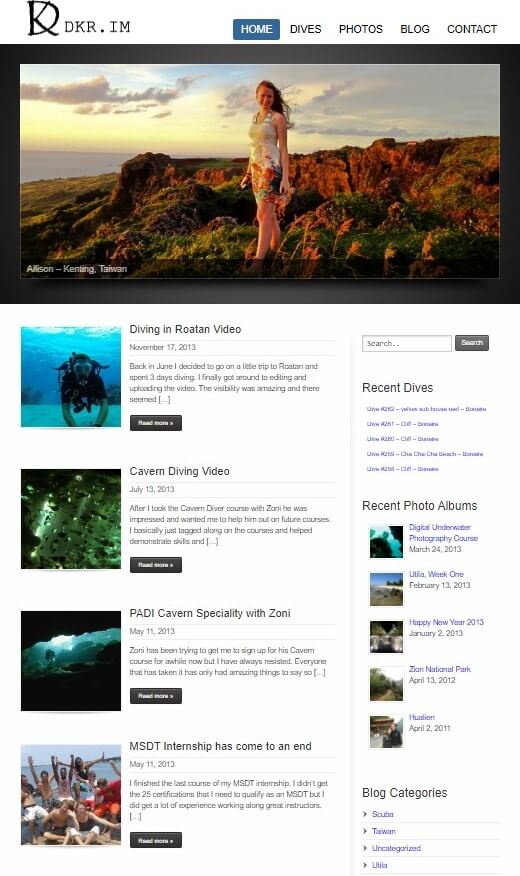 DKR.IM
HOME DIVES PHOTOS BLOG CONTACT
Allison – Kenting, Taiwan
Diving in Roatan Video
November 17, 2013
Back in June I decided to go on a little trip to Roatan and
spent 3 days diving. I finally got around to editing and
uploading the video. The visibility was amazing and there
seemed [...]
Read more »
Cavern Diving Video
July 13, 2013
After I took the Cavern Diver course with Zoni he was
impressed and wanted me to help him out on future courses.
I basically just tagged along on the courses and helped
demonstrate skills and [...]
Read more »
PADI Cavern Speciality with Zoni
May 11, 2013
Zoni has been trying to get me to sign up for his Cavern
course for awhile now but I have always resisted. Everyone
that has taken it has only had amazing things to say so [...]
Read more »
MSDT Internship has come to an end
May 11, 2013
I finished the last course of my MSDT internship. I didn't get
the 25 certifications that I need to qualify as an MSDT but I
did get a lot of experience working along great instructors.
[...]
Read more »
Search.. Search
Recent Dives
Dive #262 – yellow sub house reef – Bonaire
Dive #261 – Cliff – Bonaire
Dive #260 – Cliff – Bonaire
Dive #259 – Cha Cha Cha Beach – Bonaire
Dive #258 – Cliff – Bonaire
Recent Photo Albums
Digital Underwater
Photography Course
March 24, 2013
Utila, Week One
February 13, 2013
Happy New Year 2013
January 2, 2013
Zion National Park
April 13, 2012
Hualien
April 2, 2011
Blog Categories
Scuba
Taiwan
Uncategorized
Utila